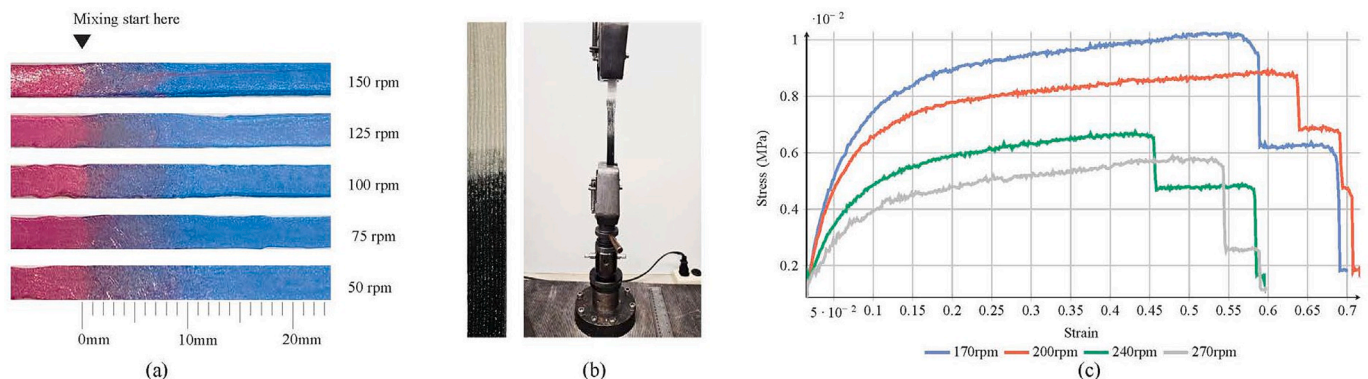 Mixing start here
150 rpm
125 rpm
100 rpm
75 rpm
50 rpm
0mm 10mm 20mm
(a)
(b)
·10⁻²
Stress (MPa)
1
0.8
0.6
0.4
0.2
5·10⁻² 0.1 0.15 0.2 0.25 0.3 0.35 0.4 0.45 0.5 0.55 0.6 0.65 0.7
Strain
170rpm 200rpm 240rpm 270rpm
(c)